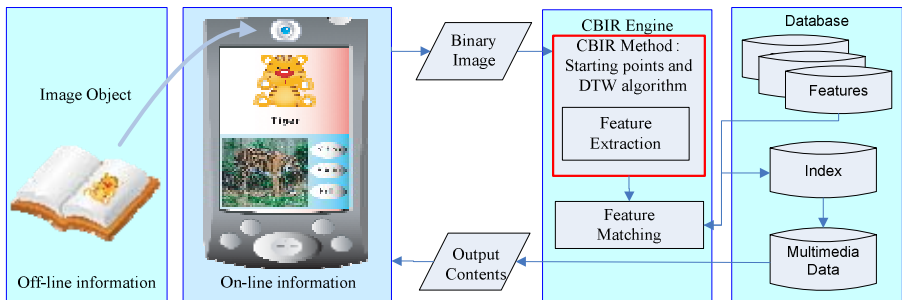 Image Object
Off-line information
Tiger
On-line information
Binary
Image
Output
Contents
CBIR Engine
CBIR Method :
Starting points and
DTW algorithm
Feature
Extraction
Feature
Matching
Database
Features
Index
Multimedia
Data